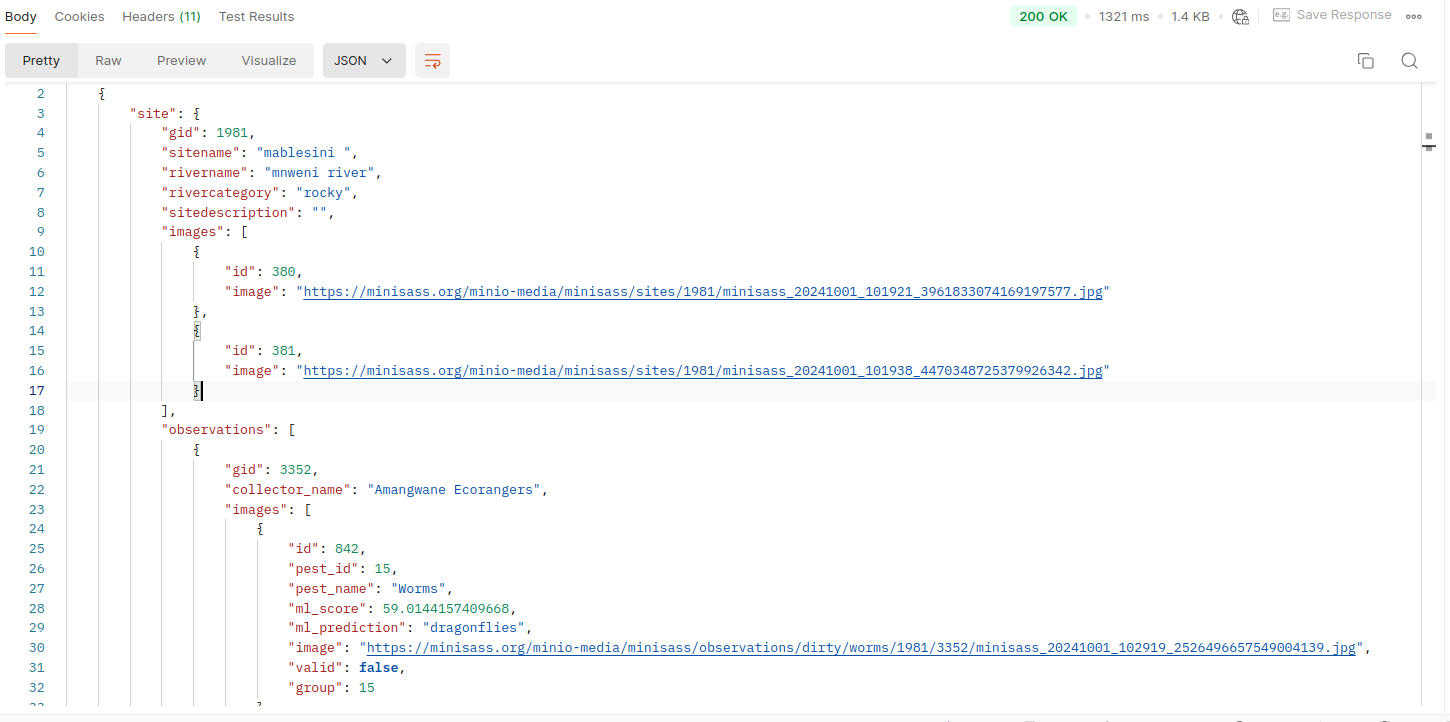 Body Cookies Headers (11) Test Results 200 OK 1321 ms 1.4 KB e.g. Save Response
Pretty Raw Preview Visualize JSON
2 {
3 "site": {
4 "gid": 1981,
5 "sitename": "mablesini ",
6 "rivername": "mnweni river",
7 "rivercategory": "rocky",
8 "sitedescription": "",
9 "images": [
10 {
11 "id": 380,
12 "image": "https://minisass.org/minio-media/minisass/sites/1981/minisass_20241001_101921_3961833074169197577.jpg"
13 },
14 {
15 "id": 381,
16 "image": "https://minisass.org/minio-media/minisass/sites/1981/minisass_20241001_101938_4470348725379926342.jpg"
17 }
18 ],
19 "observations": [
20 {
21 "gid": 3352,
22 "collector_name": "Amangwane Ecorangers",
23 "images": [
24 {
25 "id": 842,
26 "pest_id": 15,
27 "pest_name": "Worms",
28 "ml_score": 59.0144157409668,
29 "ml_prediction": "dragonflies",
30 "image": "https://minisass.org/minio-media/minisass/observations/dirty/worms/1981/3352/minisass_20241001_102919_2526496657549004139.jpg",
31 "valid": false,
32 "group": 15